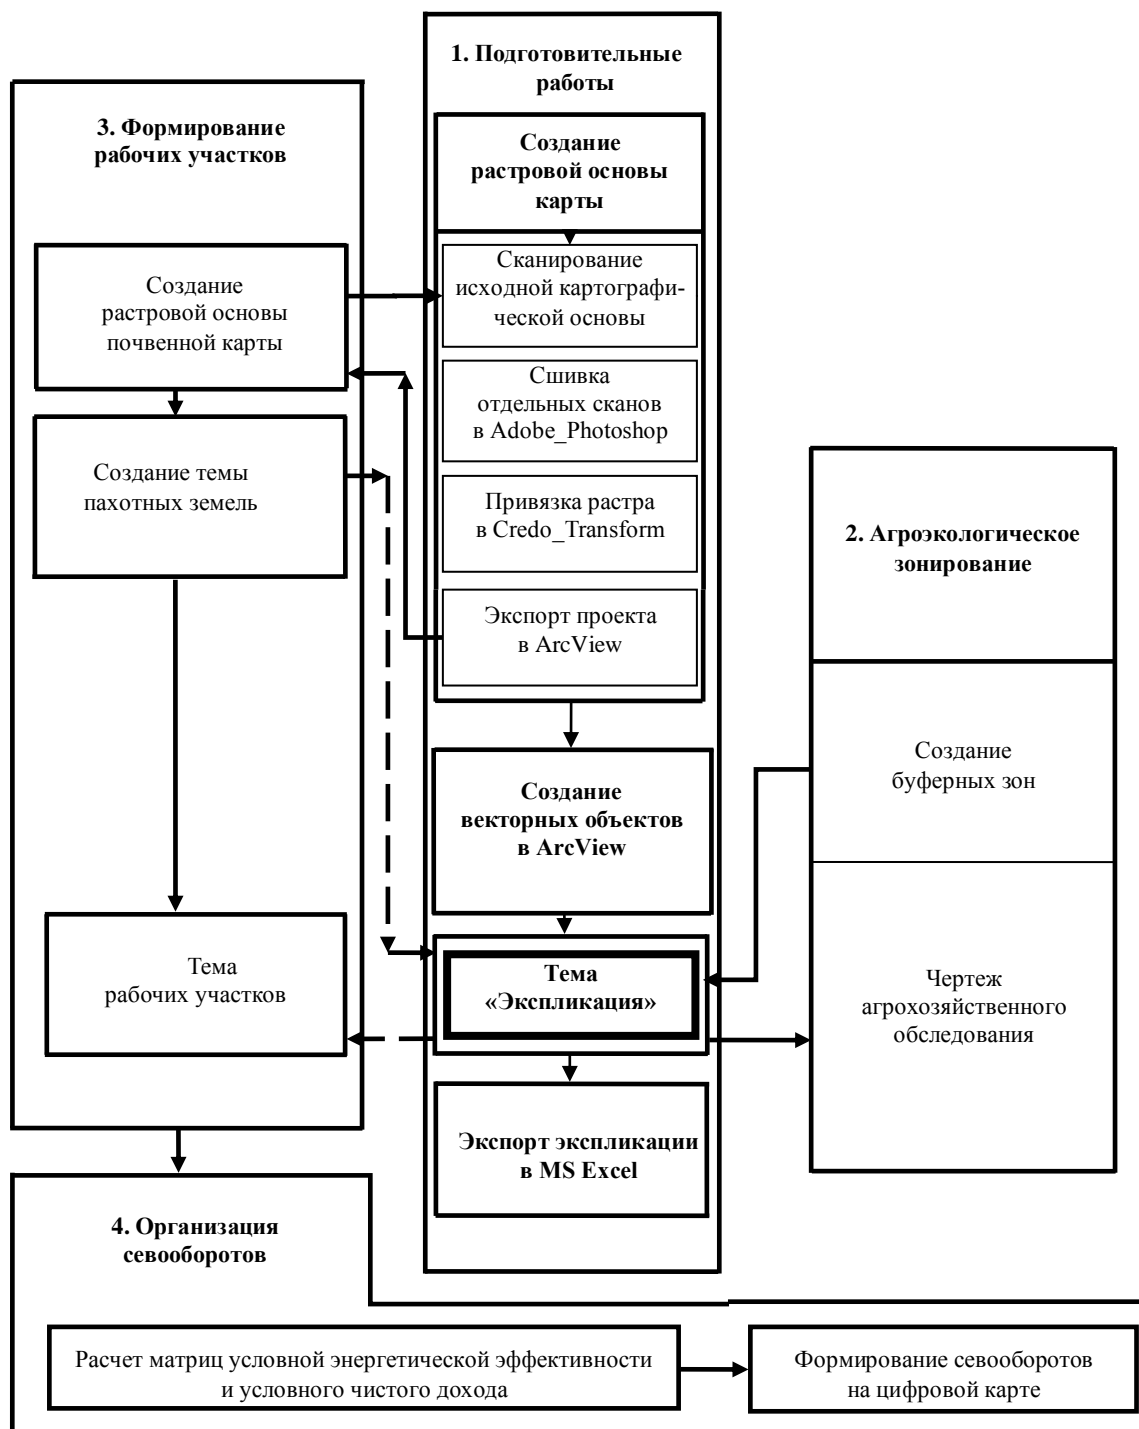 1. Подготовительные
работы
Создание
растровой основы
карты
Сканирование
исходной картографи-
ческой основы
Сшивка
отдельных сканов
в Adobe_Photoshop
Привязка растра
в Credo_Transform
Экспорт проекта
в ArcView
Создание
векторных объектов
в ArcView
Тема
«Экспликация»
Экспорт экспликации
в MS Excel
2. Агроэкологическое
зонирование
Создание
буферных зон
Чертеж
агрохозяйственного
обследования
3. Формирование
рабочих участков
Создание
растровой основы
почвенной карты
Создание темы
пахотных земель
Тема
рабочих участков
4. Организация
севооборотов
Расчет матриц условной энергетической эффективности
и условного чистого дохода
Формирование севооборотов
на цифровой карте